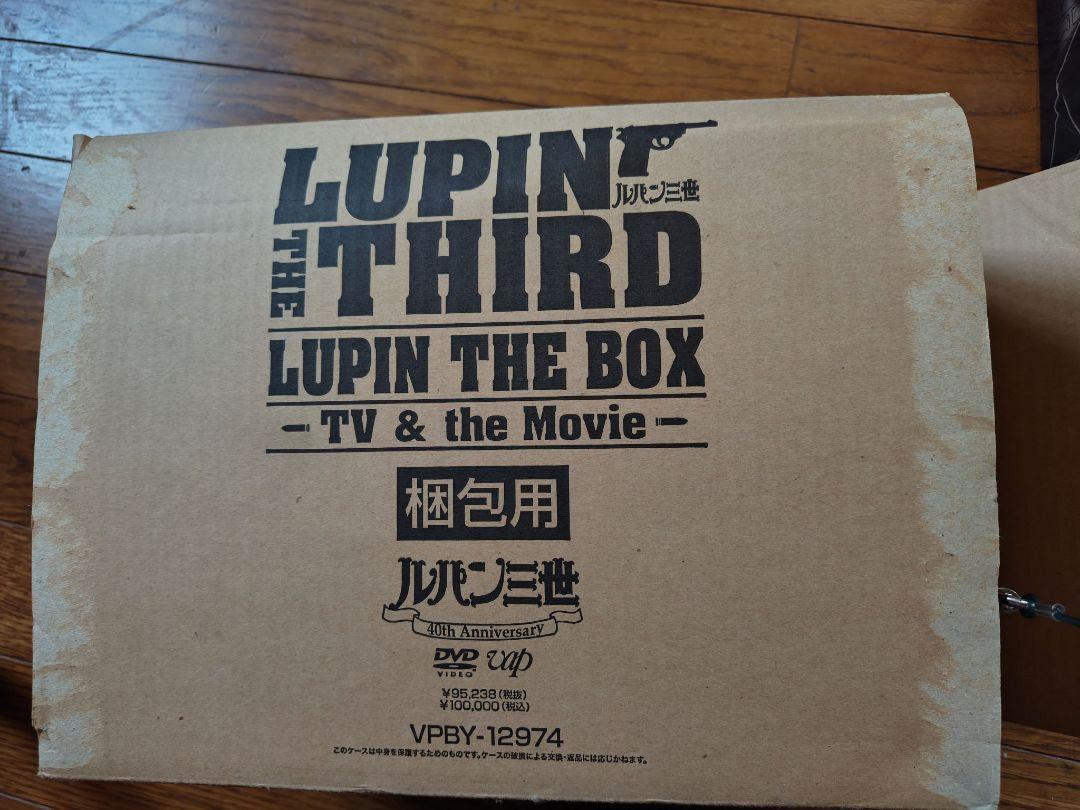 LUPIN
ルパン三世
THE THIRD
LUPIN THE BOX
TV & the Movie
梱包用
ルパン三世
40th Anniversary
DVD VIDEO vap
¥95,238(税抜)
¥100,000(税込)
VPBY-12974
このケースは中身を保護するためのものです。ケースの破損による交換・返品には応じかねます。